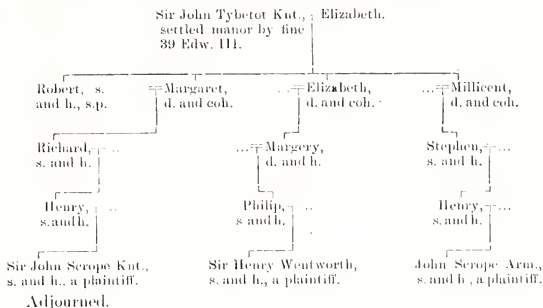 Sir John Tybetot Knt., Elizabeth.
settled manor by fine
39 Edw. III.
Robert, s. Margaret, ... Elizabeth, ... Millicent,
and h., s.p. d. and coh. d. and coh. d. and coh.
Richard, .. ... Margery, Stephen, ..
s. and h. d. and h. s. and h.
Henry, .. Philip, .. Henry, ...
s. and h. s and h. s. and h.
Sir John Scrope Knt., Sir Henry Wentworth, John Scrope Arm.,
s. and h.. a plaintiff. s. and h., a plaintiff. s. and h , a plaintiff.
Adjourned.